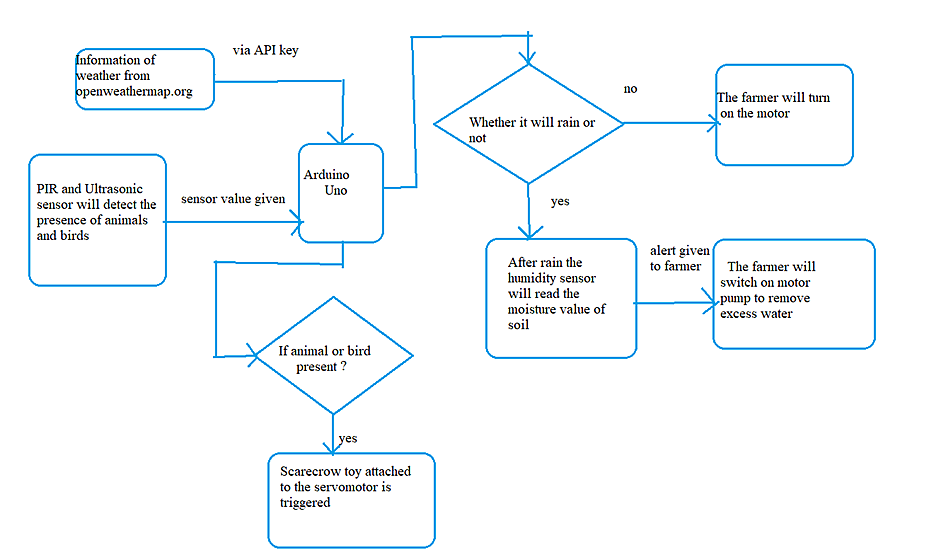 Information of
weather from
openweathermap.org
via API key
PIR and Ultrasonic
sensor will detect the
presence of animals
and birds
sensor value given
Arduino
Uno
Whether it will rain or
not
no
The farmer will turn
on the motor
yes
After rain the
humidity sensor
will read the
moisture value of
soil
alert given
to farmer
The farmer will
switch on motor
pump to remove
excess water
If animal or bird
present ?
yes
Scarecrow toy attached
to the servomotor is
triggered